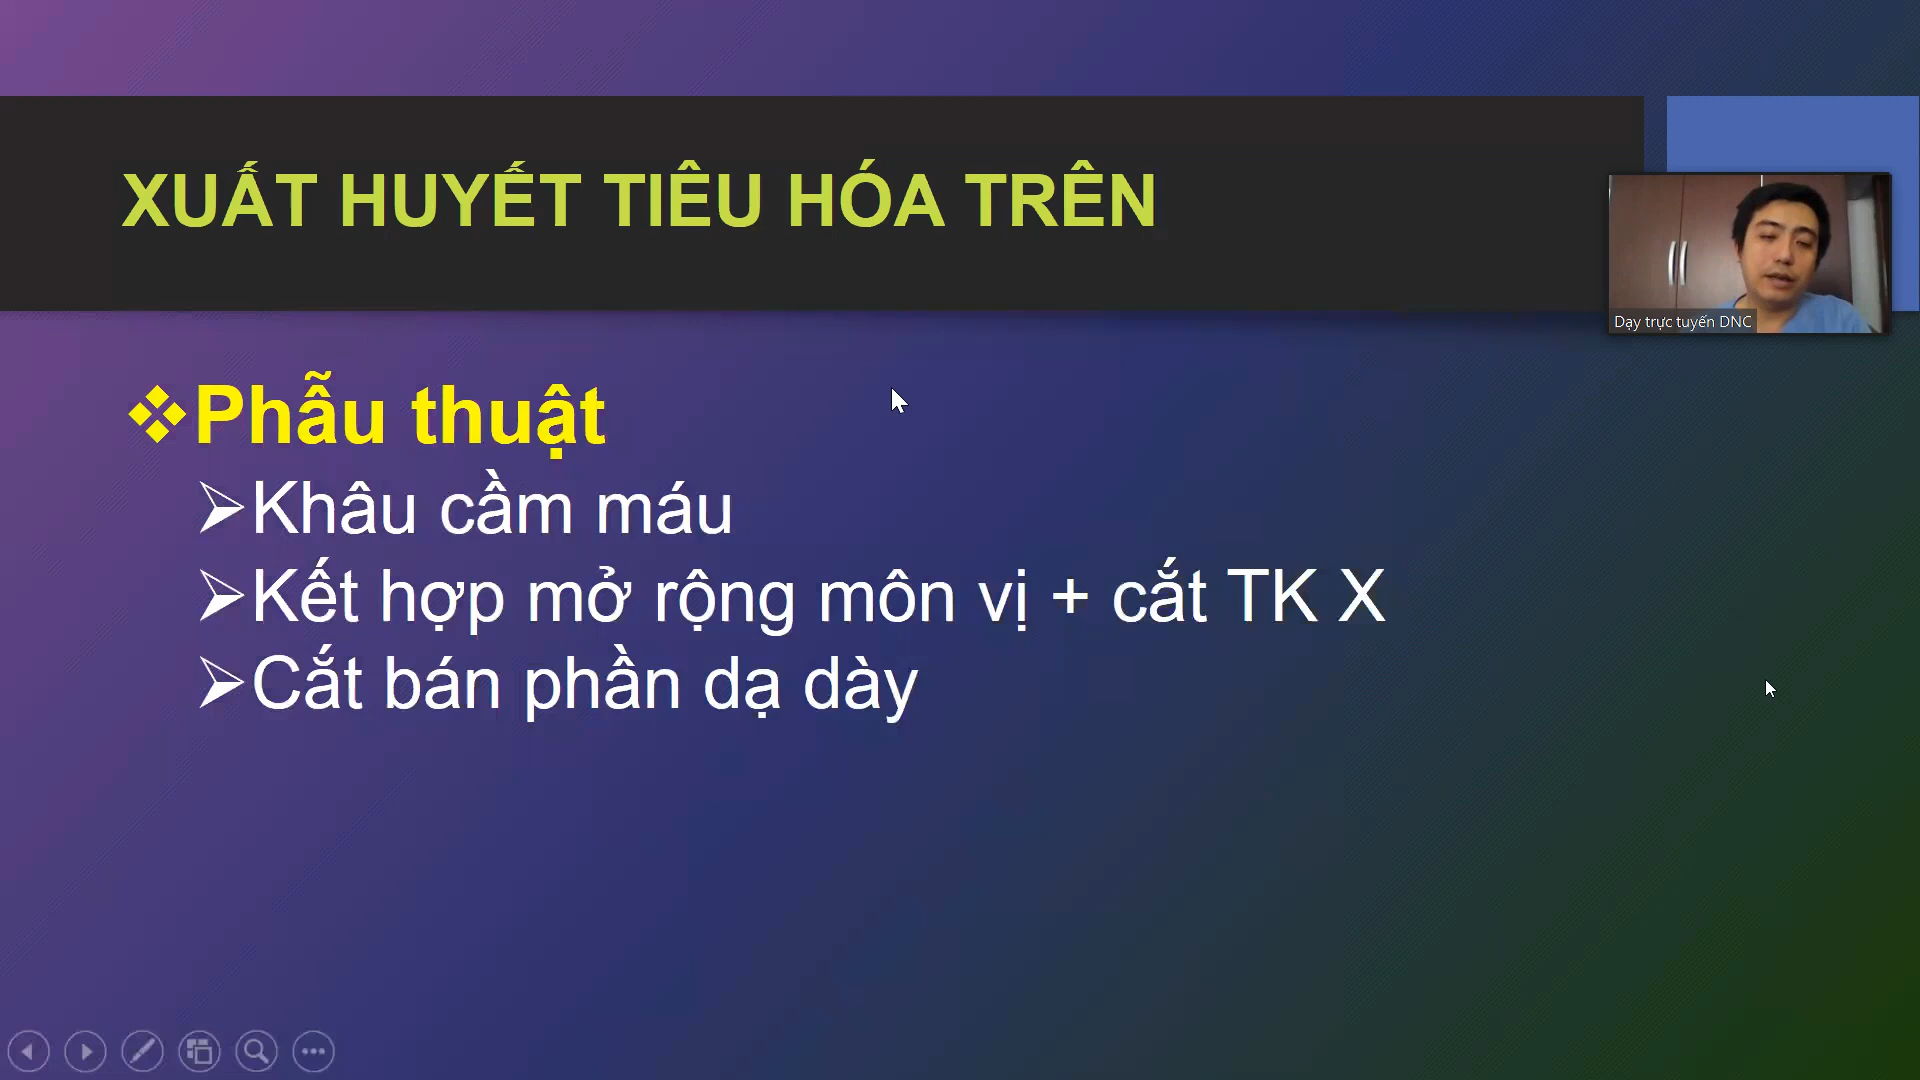 XUẤT HUYẾT TIÊU HÓA TRÊN
Dạy trực tuyến DNC
Phẫu thuật
Khâu cầm máu
Kết hợp mở rộng môn vị + cắt TK X
Cắt bán phần dạ dày